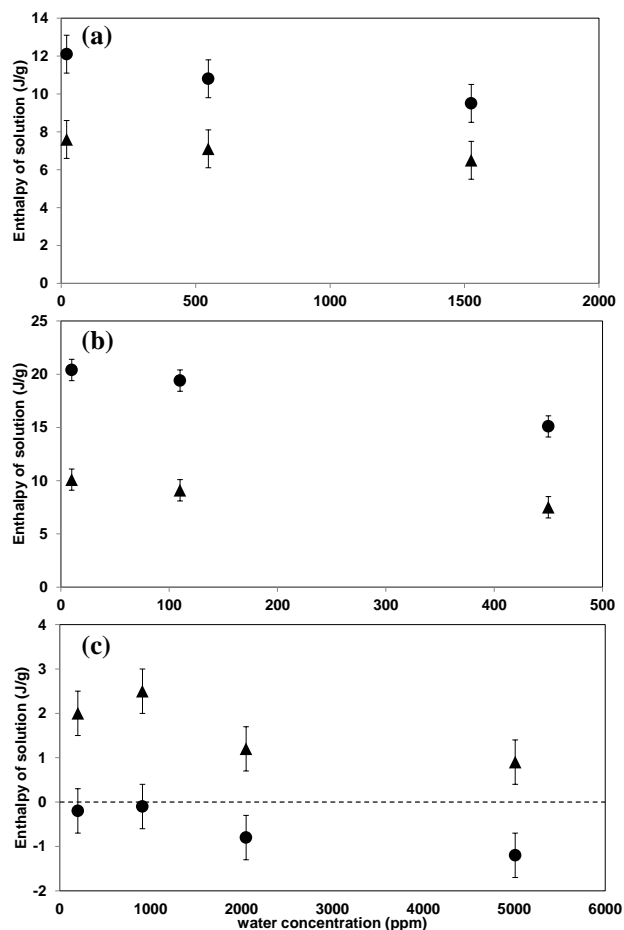 (a)
Enthalpy of solution (J/g)
14
12
10
8
6
4
2
0
0 500 1000 1500 2000
(b)
Enthalpy of solution (J/g)
25
20
15
10
5
0
0 100 200 300 400 500
(c)
Enthalpy of solution (J/g)
4
3
2
1
0
-1
-2
0 1000 2000 3000 4000 5000 6000
water concentration (ppm)